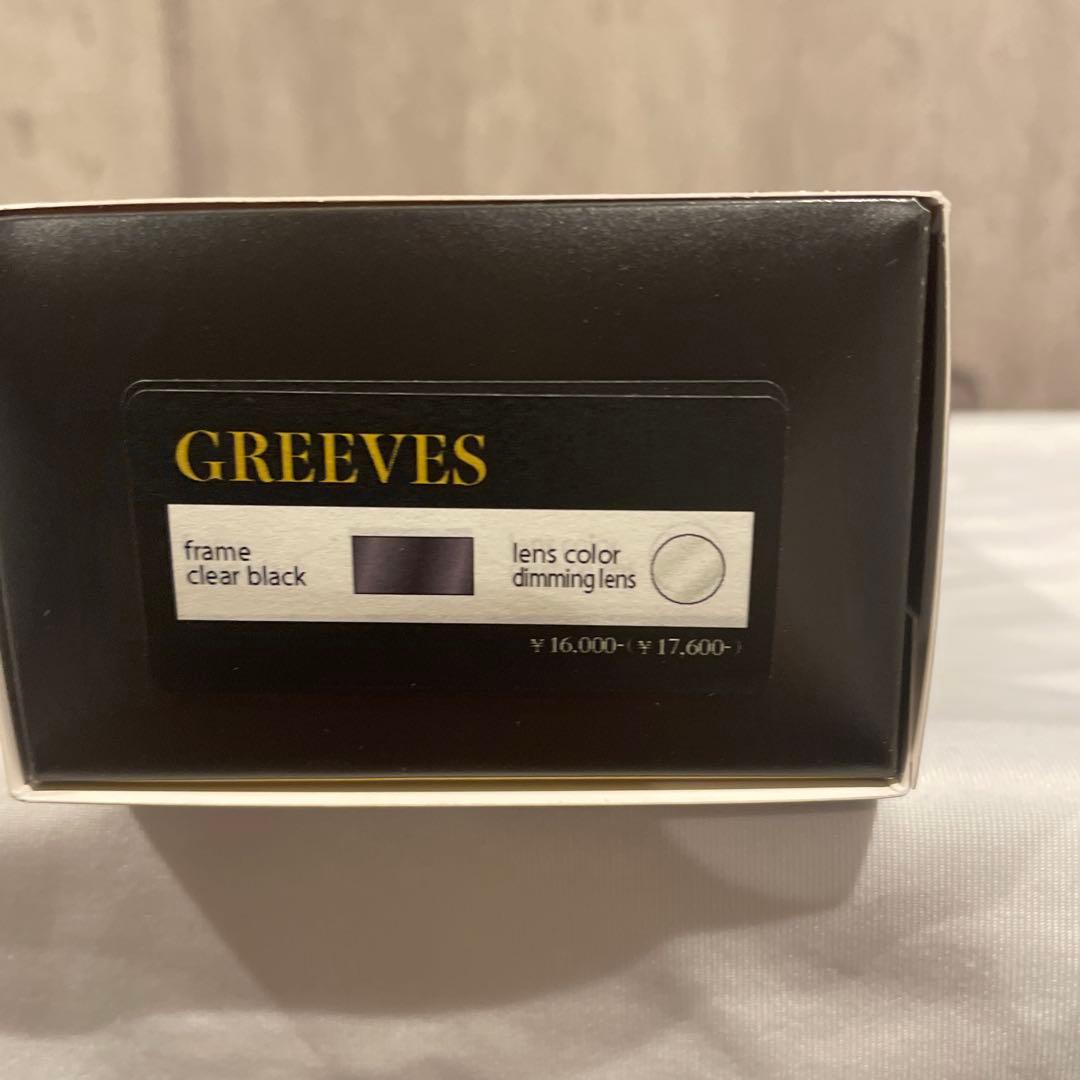 GREEVES
frame
clear black
lens color
dimming lens
¥16,000-(¥17,600-)